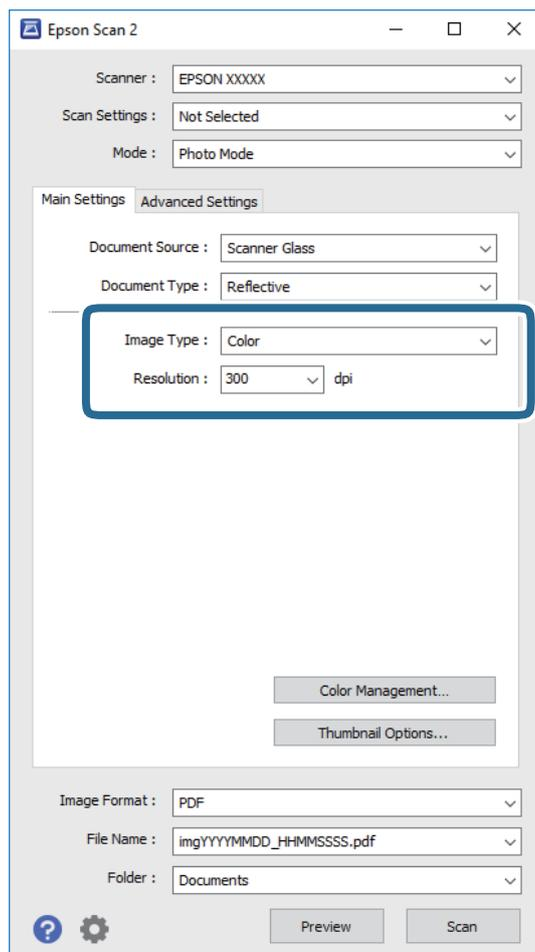 Epson Scan 2
Scanner : EPSON XXXXX
Scan Settings : Not Selected
Mode : Photo Mode
Main Settings Advanced Settings
Document Source : Scanner Glass
Document Type : Reflective
Image Type : Color
Resolution : 300 dpi
Color Management...
Thumbnail Options...
Image Format : PDF
File Name : imgYYYYMMDD_HHMMSSSS.pdf
Folder : Documents
? Preview Scan